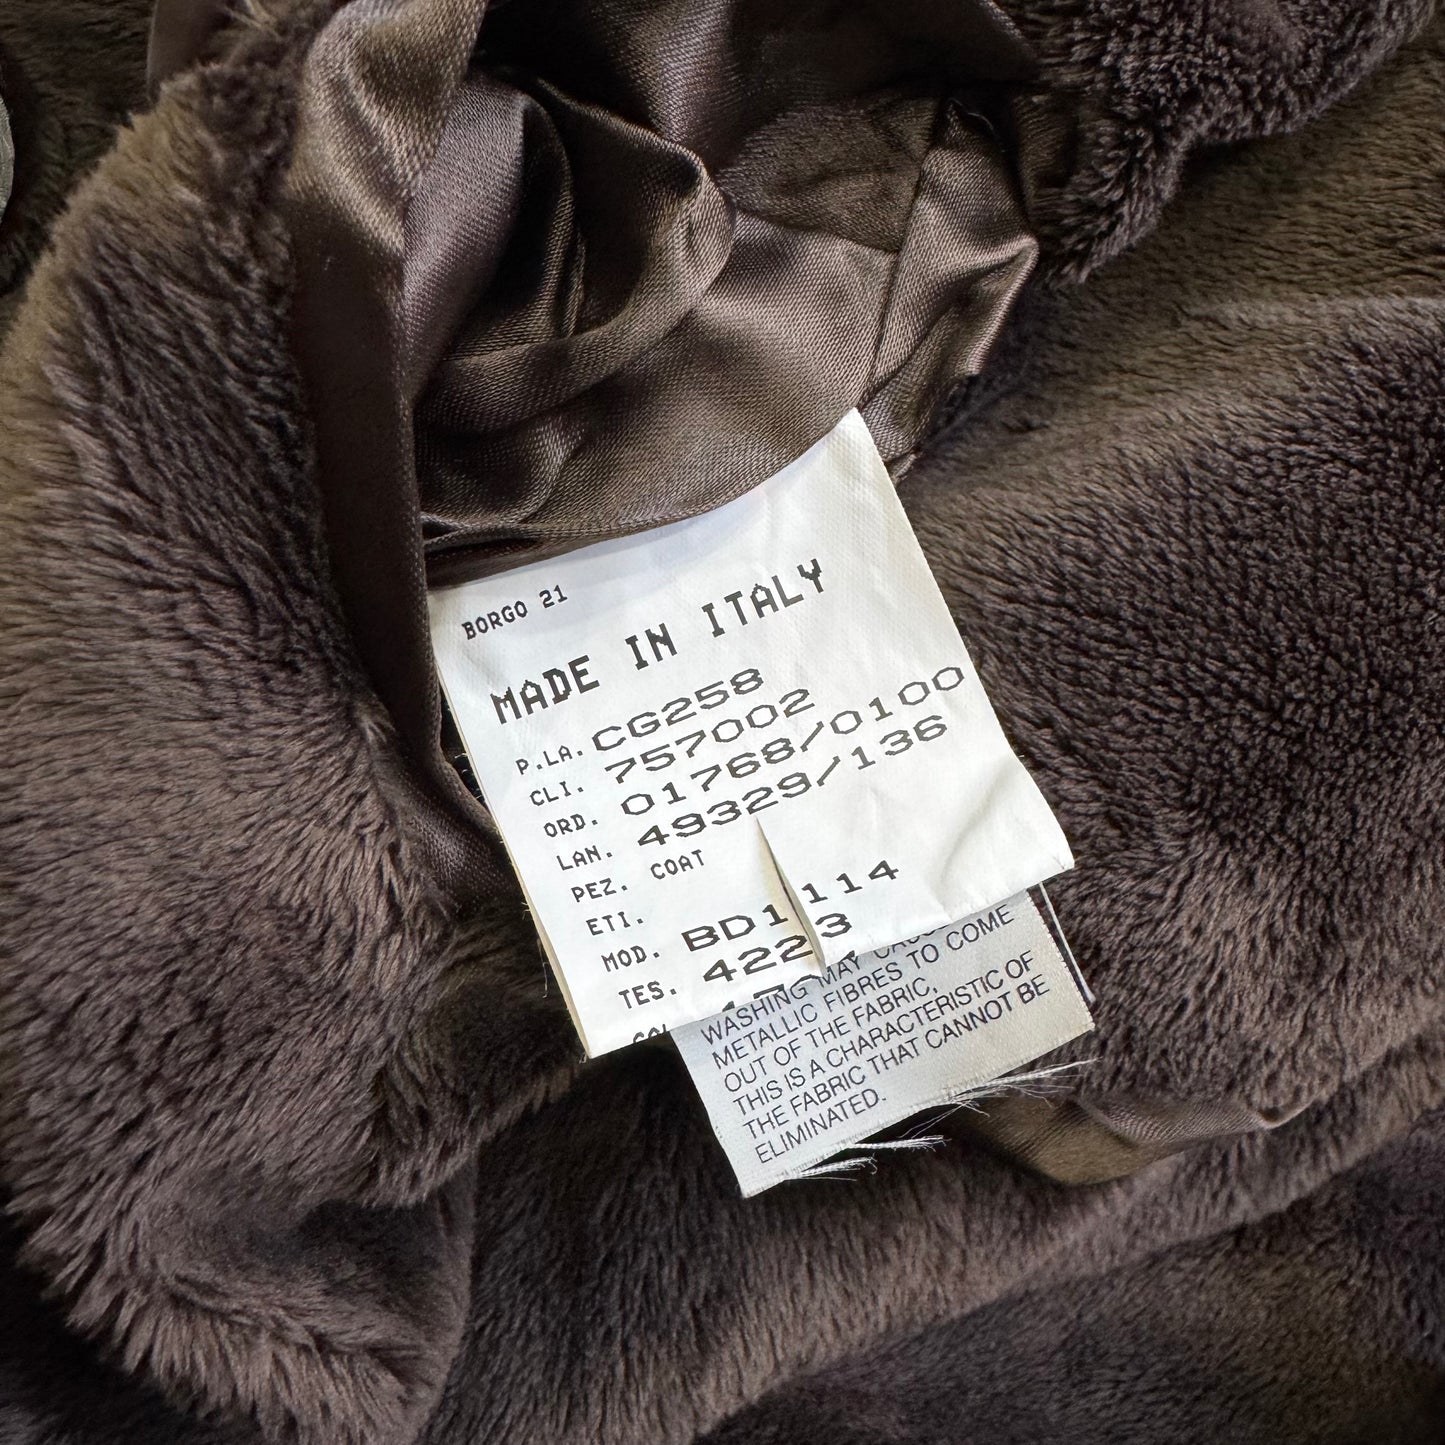 BORGO 21
MADE IN ITALY
P.LA. CG258
CLI. 757002
ORD. 01768/0100
LAN. 49329/136
PEZ. COAT
ETI.
MOD. BD1114
TES. 4223
WASHING MAY
METALLIC FIBRES TO COME
OUT OF THE FABRIC,
THIS IS A CHARACTERISTIC OF
THE FABRIC THAT CANNOT BE
ELIMINATED.